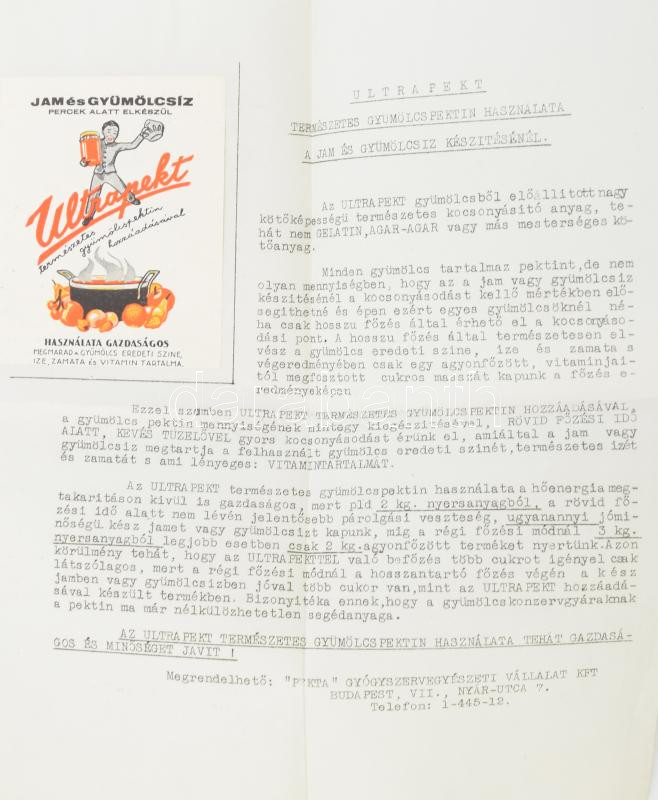 JAM és GYÜMÖLCSÍZ
PERCEK ALATT ELKÉSZÜL
Ultrapekt
természetes
gyümölcspektin
hozzáadásával
HASZNÁLATA GAZDASÁGOS
MEGMARAD A GYÜMÖLCS EREDETI SZINE,
IZE, ZAMATA ÉS VITAMIN TARTALMA.
ULTRAPEKT
TERMÉSZETES GYÜMÖLCSPEKTIN HASZNÁLATA
A JAM ÉS GYÜMÖLCSIZ KÉSZITÉSÉNÉL.
Az ULTRAPEKT gyümölcsből előállitott nagy
kötőképességü természetes kocsonyásító anyag, te-
hát nem GELATIN,AGAR-AGAR vagy más mesterséges kö-
tőanyag.
Minden gyümölcs tartalmaz pektint,de nem
olyan mennyiségben, hogy az a jam vagy gyümölcsiz
készitésénél a kocsonyásodást kellő mértékben elő-
segithetné és épen ezért egyes gyümölcsöknél né-
ha csak hosszu főzés által érhető el a kocsonyáso-
dási pont. A hosszu főzés által természetesen el-
vész a gyümölcs eredeti szine, ize és zamata s
végeredményében csak egy agyonfőzött, vitaminjai-
tól megfosztott cukros masszát kapunk a főzés e-
redményeképen
Ezzel szemben ULTRAPEKT TERMÉSZETES GYÜMÖLCSPEKTIN HOZZÁADÁSÁVAL,
a gyümölcs pektin mennyiségének mintegy kiegészitésével, RÖVID FŐZÉSI IDŐ
ALATT, KEVÉS TÜZELŐVEL gyors kocsonyásodást érünk el, amiáltal a jam vagy
gyümölcsiz megtartja a felhasznált gyümölcs eredeti szinét,természetes izét
és zamatát s ami lényeges: VITAMINTARTALMÁT.
Az ULTRAPEKT természetes gyümölcspektin használata a hőenergia meg-
takaritáson kivül is gazdaságos, mert pld 2 kg. nyersanyagból, a rövid fő-
zési idő alatt nem lévén jelentősebb párolgási veszteség, ugyanannyi jómi-
nőségü kész jamet vagy gyümölcsizt kapunk, mig a régi főzési módnál 3 kg.
nyersanyagból legjobb esetben csak 2 kg.agyonfőzött terméket nyertünk.Azon
körülmény tehát, hogy az ULTRAPEKTTEL való befőzés több cukrot igényel csak
látszólagos, mert a régi főzési módnál a hosszantartó főzés végén a kész
jamben vagy gyümölcsizben jóval több cukor van,mint az ULTRAPEKT hozzáadá-
sával készült termékben. Bizonyitéka ennek,hogy a gyümölcskonzervgyáraknak
a pektin ma már nélkülözhetetlen segédanyaga.
AZ ULTRAPEKT TERMÉSZETES GYÜMÖLCSPEKTIN HASZNÁLATA TEHÁT GAZDASÁ-
GOS ÉS MINŐSÉGET JAVIT !
Megrendelhető: "PEKTA" GYÓGYSZERVEGYÉSZETI VÁLLALAT KFT
BUDAPEST, VII., NYÁR-UTCA 7.
Telefon: 1-445-12.